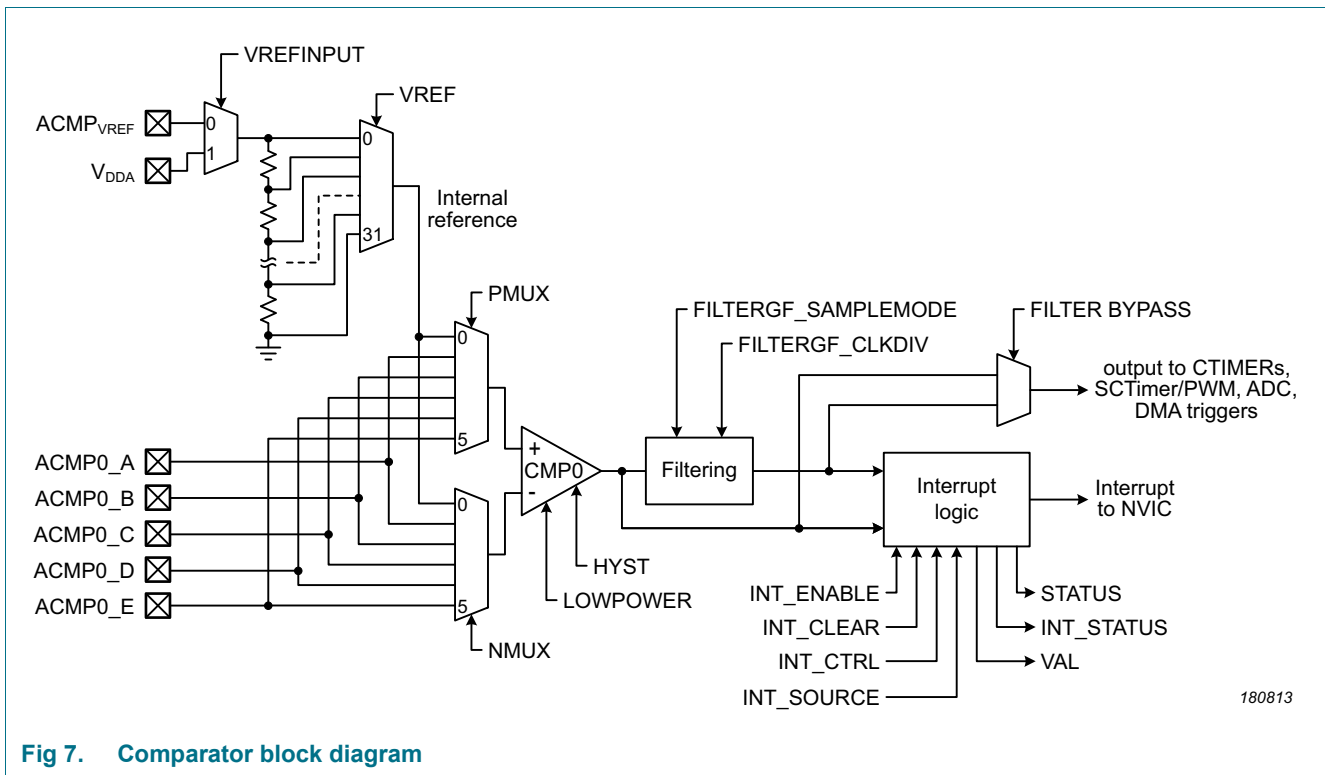 VREFINPUT
ACMPVREF
0
VREF
VDDA
1
0
Internal
reference
31
PMUX
0
FILTERGF_SAMPLEMODE
FILTER BYPASS
FILTERGF_CLKDIV
output to CTIMERs,
SCTimer/PWM, ADC,
DMA triggers
5
ACMP0_A
+
CMP0
-
Filtering
ACMP0_B
0
Interrupt
logic
Interrupt
to NVIC
ACMP0_C
ACMP0_D
HYST
ACMP0_E
5
LOWPOWER
INT_ENABLE
STATUS
INT_CLEAR
INT_STATUS
NMUX
INT_CTRL
VAL
INT_SOURCE
180813
Fig 7. Comparator block diagram